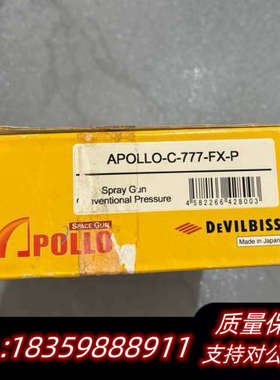 APOLLO-C-777-FX-P
Spray Gun
Conventional Pressure
4 582266 428003
SPACE GUN
APOLLO
DEVILBISS
Made in Japan
质量保
:18359888911
支持对公